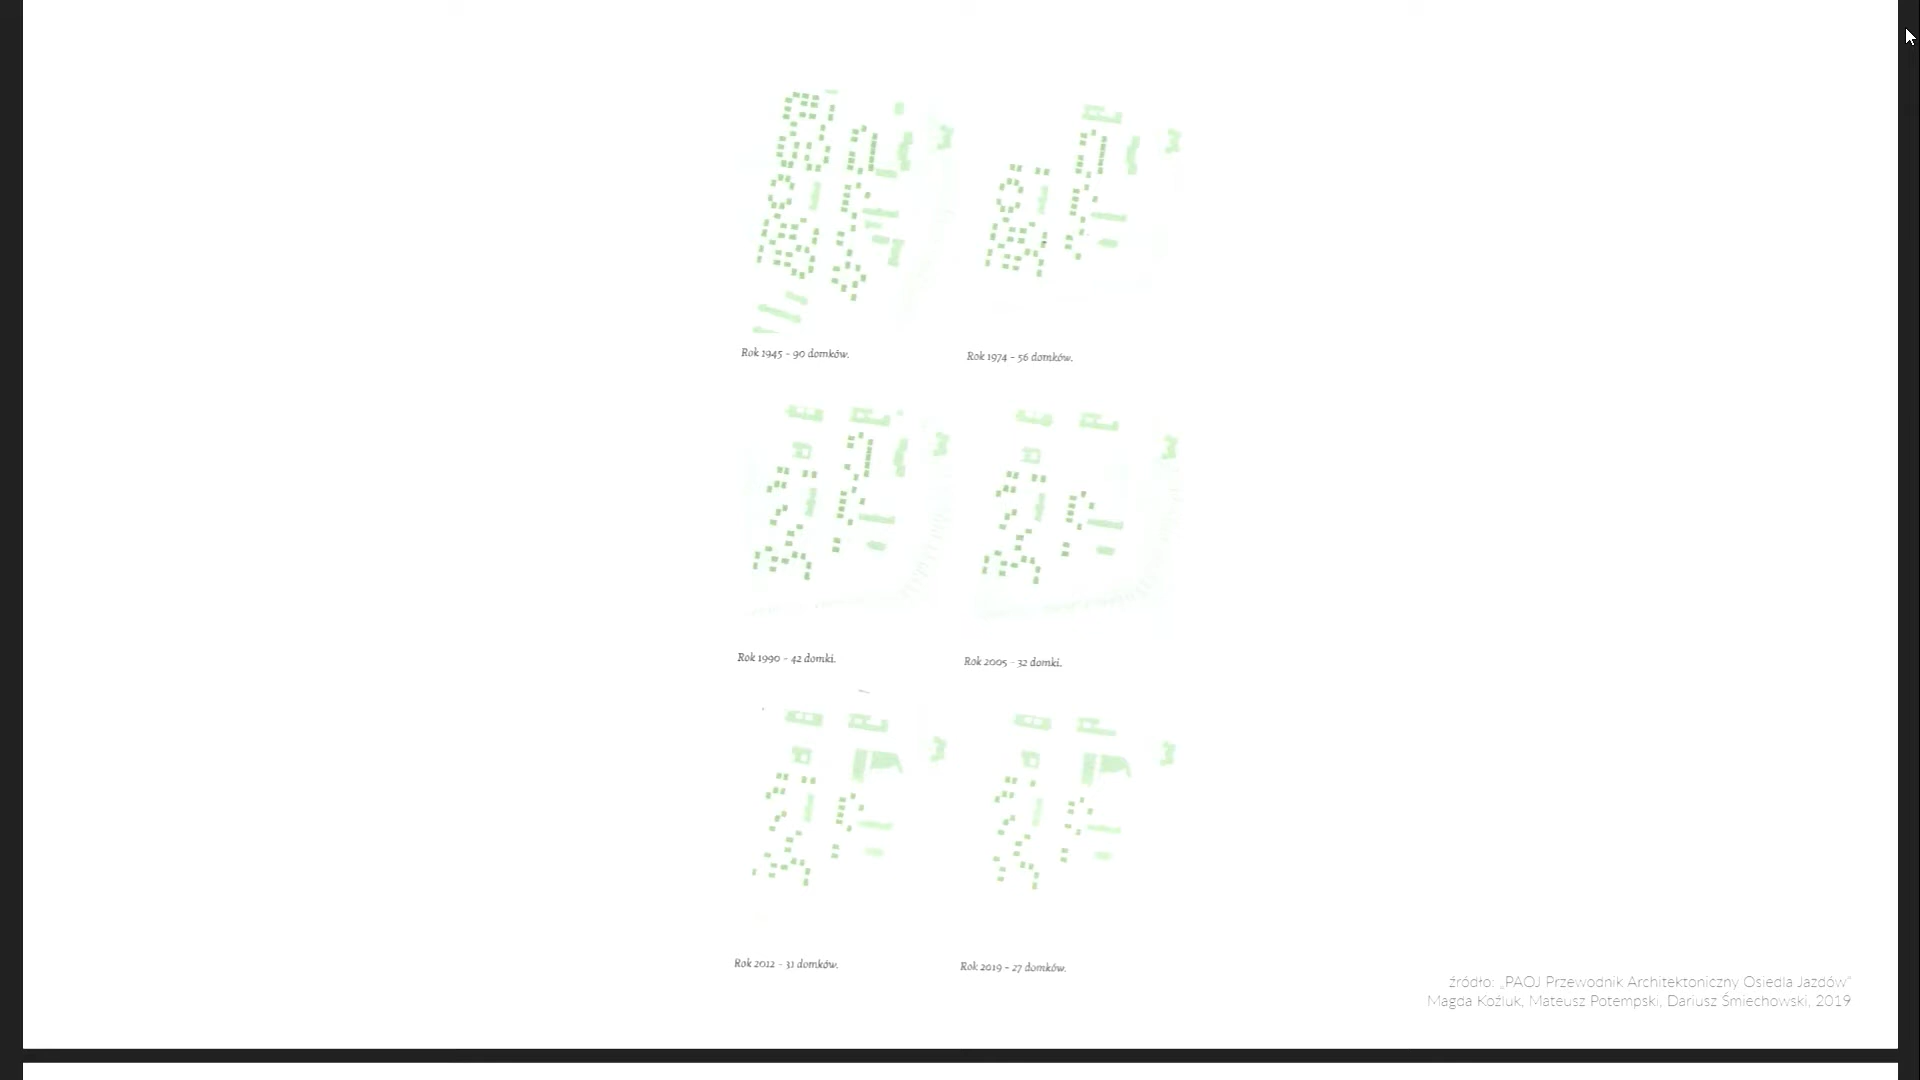 Rok 1945 - 90 domków.
Rok 1974 - 56 domków.
Rok 1990 - 42 domki.
Rok 2005 - 32 domki.
Rok 2012 - 31 domków.
Rok 2019 - 27 domków.
źródło: „PAOJ Przewodnik Architektoniczny Osiedla Jazdów"
Magda Koźluk, Mateusz Potempski, Dariusz Śmiechowski, 2019